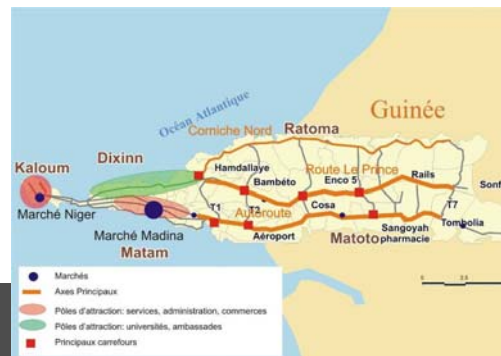 Océan Atlantique
Guinée
Corniche Nord
Ratoma
Dixinn
Kaloum
Hamdallaye
Route Le Prince
Bambéto
Enco 5
Rails
Marché Niger
T1
T2
Cosa
T7
Autoroute
Marché Madina
Aéroport
Matoto
Sangoyah
pharmacie
Tombolia
Matam
Marchés
Axes Principaux
Pôles d'attraction: services, administration, commerces
Pôles d'attraction: universités, ambassades
Principaux carrefours
0